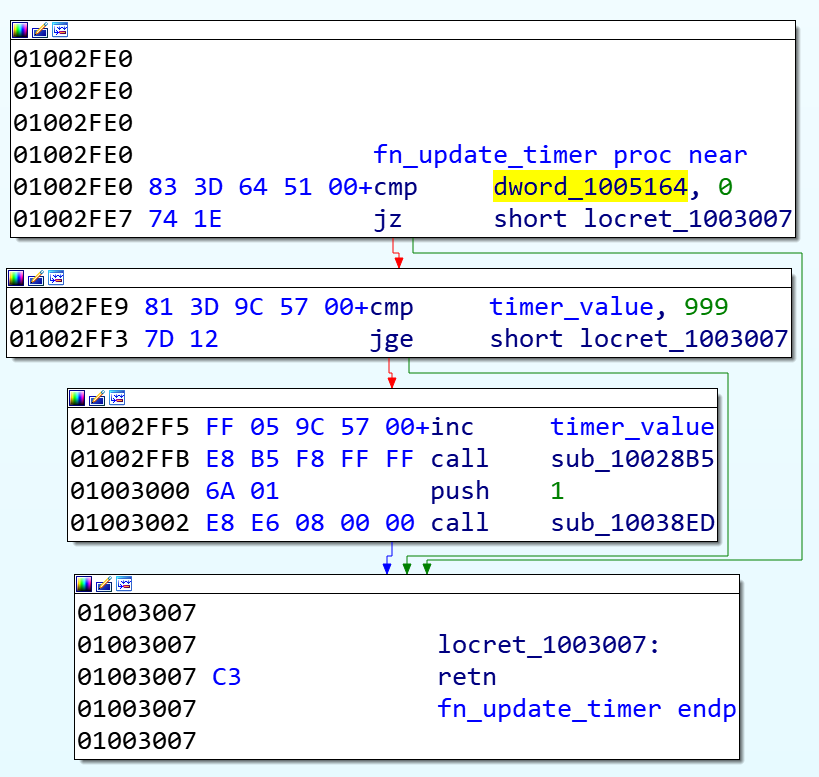 01002FE0
01002FE0
01002FE0
01002FE0 fn_update_timer proc near
01002FE0 83 3D 64 51 00+cmp dword_1005164, 0
01002FE7 74 1E jz short locret_1003007
01002FE9 81 3D 9C 57 00+cmp timer_value, 999
01002FF3 7D 12 jge short locret_1003007
01002FF5 FF 05 9C 57 00+inc timer_value
01002FFB E8 B5 F8 FF FF call sub_10028B5
01003000 6A 01 push 1
01003002 E8 E6 08 00 00 call sub_10038ED
01003007
01003007 locret_1003007:
01003007 C3 retn
01003007 fn_update_timer endp
01003007